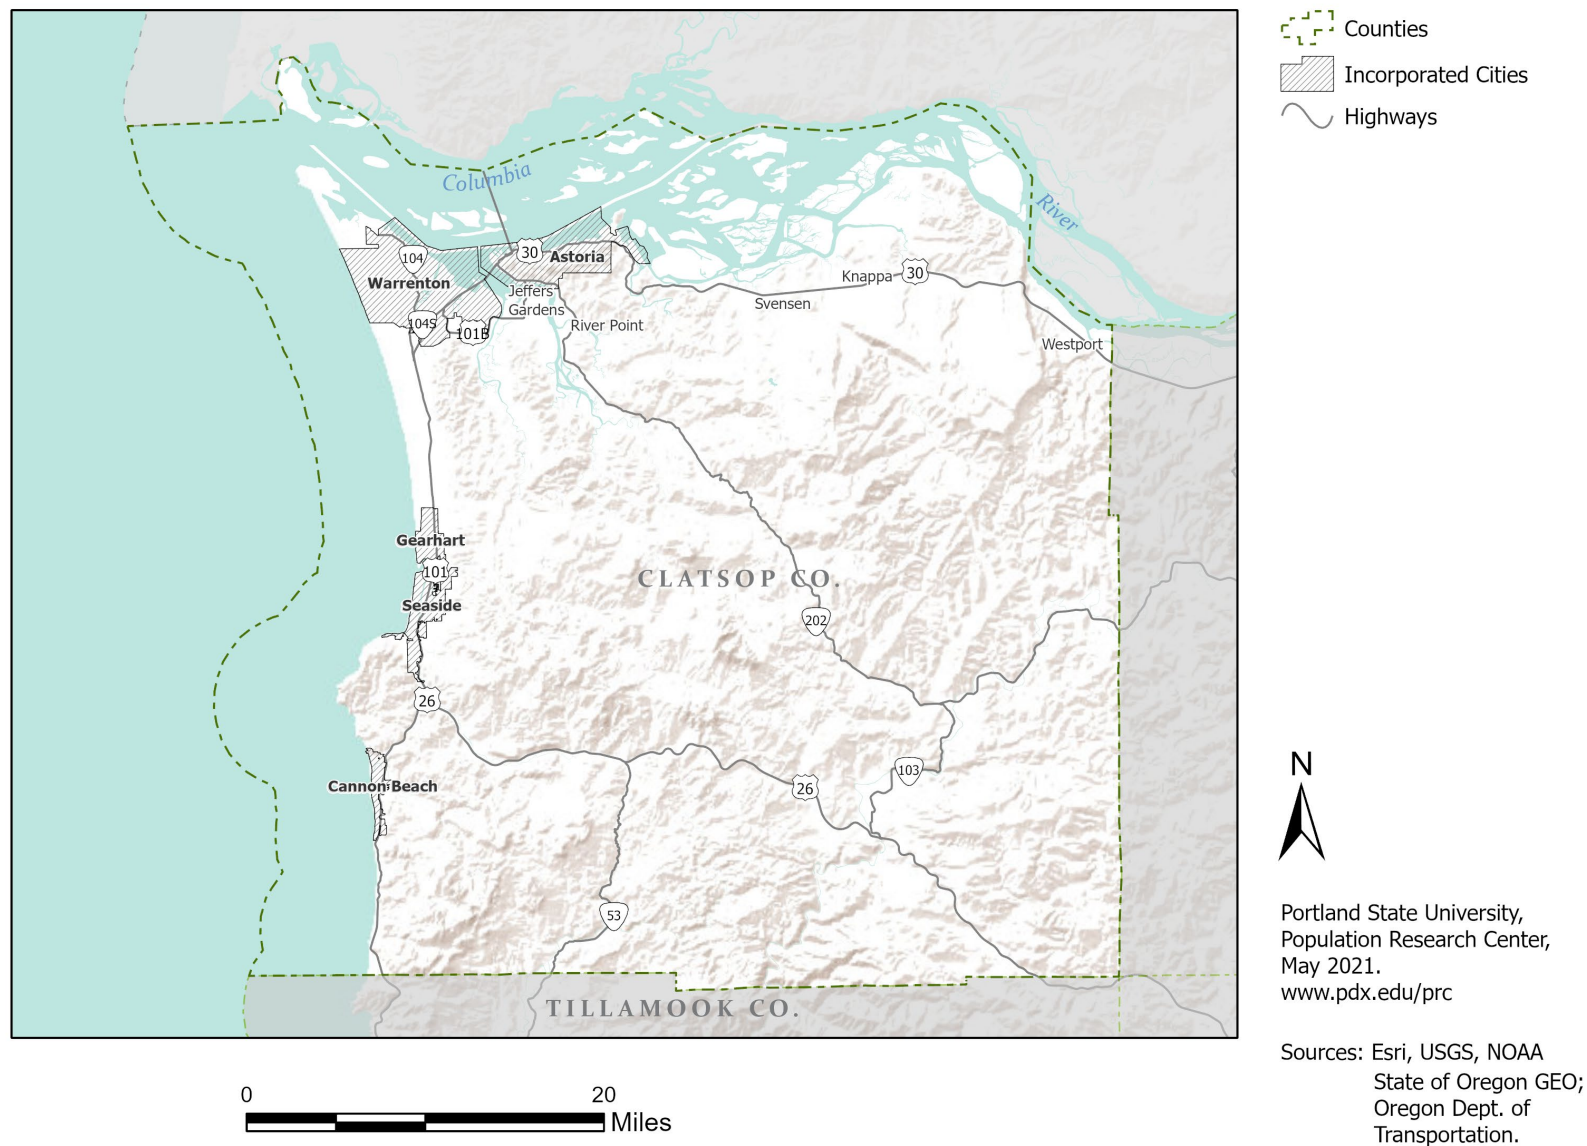 Counties
Incorporated Cities
Highways
Columbia
River
104
Warrenton
30
Astoria
Jeffers
Gardens
104S
101B
River Point
Knappa
30
Svensen
Westport
Gearhart
101
Seaside
CLATSOP CO.
202
26
Cannon Beach
26
103
53
TILLAMOOK CO.
N
Portland State University,
Population Research Center,
May 2021.
www.pdx.edu/prc
Sources: Esri, USGS, NOAA
State of Oregon GEO;
Oregon Dept. of
Transportation.
0 20
Miles